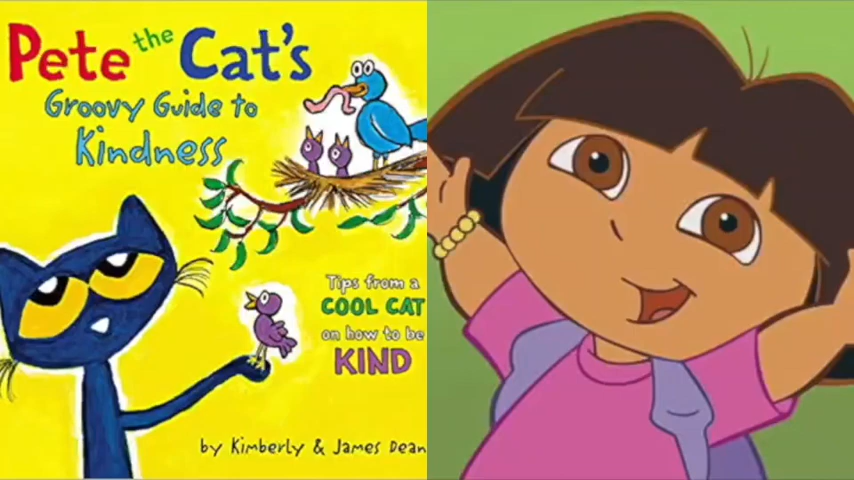 Pete the Cat's
Groovy Guide to
Kindness
Tips from a
COOL CAT
on how to be
KIND
by Kimberly & James Dean